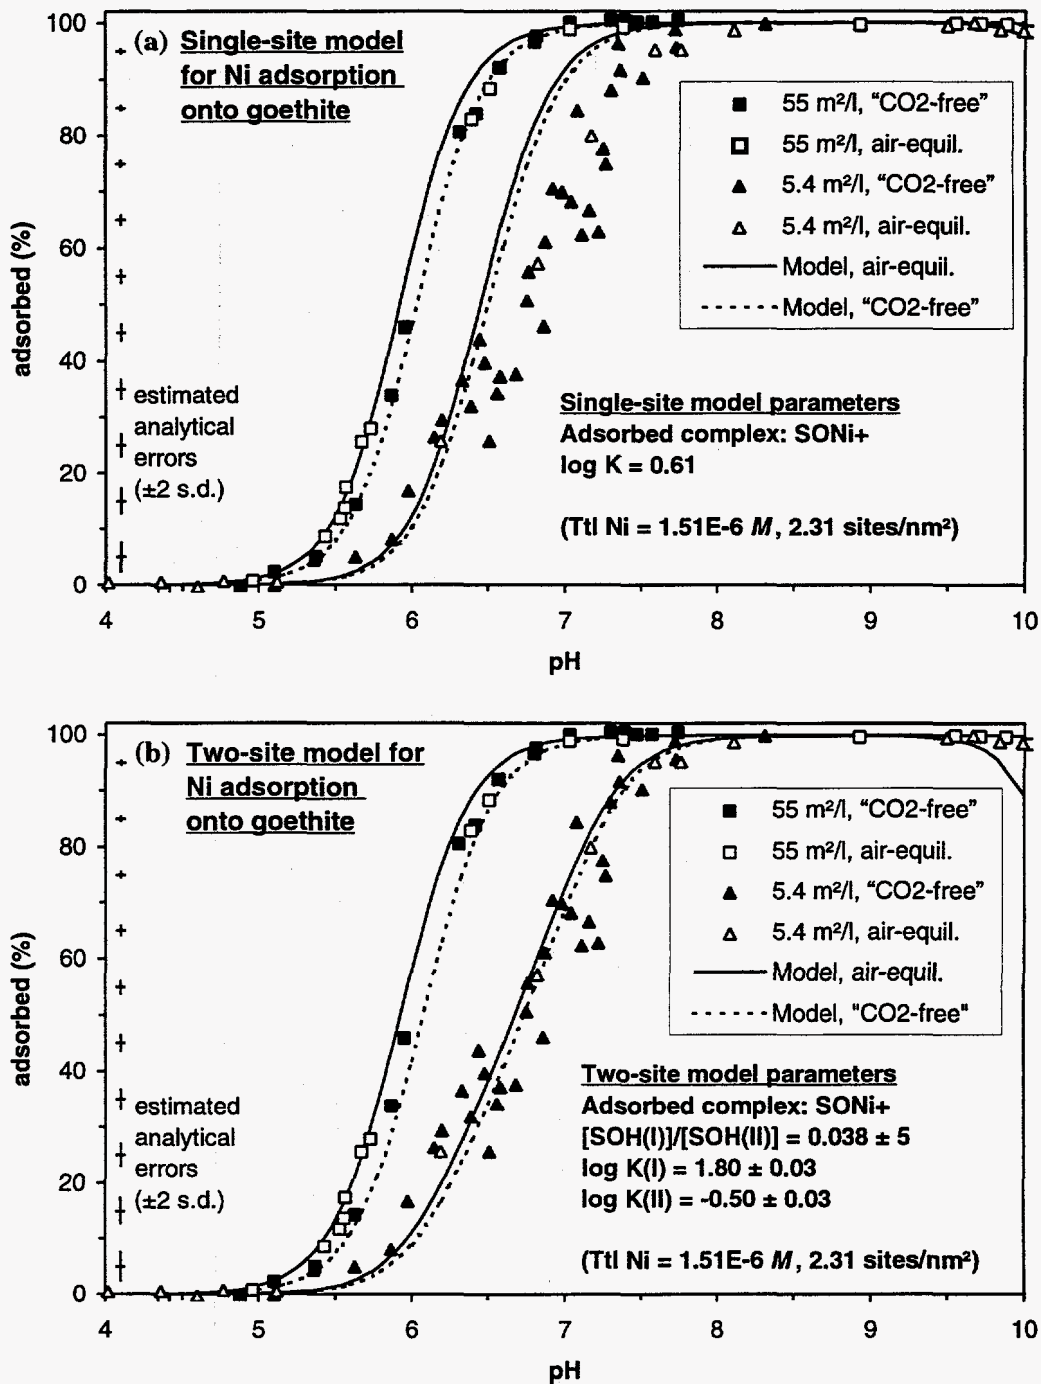 (a) Single-site model
for Ni adsorption
onto goethite
100
80
60
40
20
0
adsorbed (%)
estimated
analytical
errors
(±2 s.d.)
55 m²/l, “CO2-free”
55 m²/l, air-equil.
5.4 m²/l, “CO2-free”
5.4 m²/l, air-equil.
Model, air-equil.
Model, “CO2-free”
Single-site model parameters
Adsorbed complex: SONi+
log K = 0.61
(Ttl Ni = 1.51E-6 M, 2.31 sites/nm²)
4 5 6 7 8 9 10
pH
(b) Two-site model for
Ni adsorption
onto goethite
100
80
60
40
20
0
adsorbed (%)
estimated
analytical
errors
(±2 s.d.)
55 m²/l, “CO2-free”
55 m²/l, air-equil.
5.4 m²/l, “CO2-free”
5.4 m²/l, air-equil.
Model, air-equil.
Model, "CO2-free"
Two-site model parameters
Adsorbed complex: SONi+
[SOH(I)]/[SOH(II)] = 0.038 ± 5
log K(I) = 1.80 ± 0.03
log K(II) = -0.50 ± 0.03
(Ttl Ni = 1.51E-6 M, 2.31 sites/nm²)
4 5 6 7 8 9 10
pH